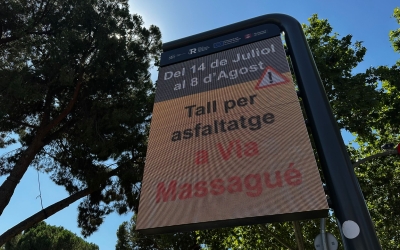 Del 14 de Juliol
al 8 d'Agost
Tall per
asfaltatge
a Via
Massagué